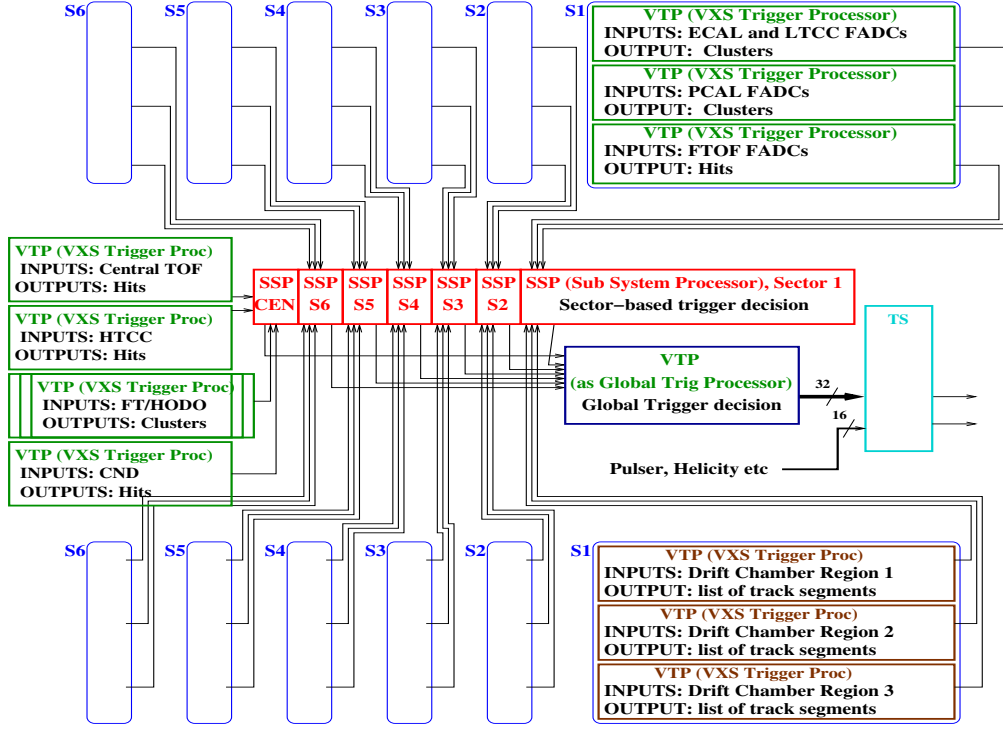 S6
S5
S4
S3
S2
S1
VTP (VXS Trigger Processor)
INPUTS: ECAL and LTCC FADCs
OUTPUT: Clusters
VTP (VXS Trigger Processor)
INPUTS: PCAL FADCs
OUTPUT: Clusters
VTP (VXS Trigger Processor)
INPUTS: FTOF FADCs
OUTPUT: Hits
VTP (VXS Trigger Proc)
INPUTS: Central TOF
OUTPUTS: Hits
VTP (VXS Trigger Proc)
INPUTS: HTCC
OUTPUTS: Hits
VTP (VXS Trigger Proc)
INPUTS: FT/HODO
OUTPUTS: Clusters
VTP (VXS Trigger Proc)
INPUTS: CND
OUTPUTS: Hits
SSP
CEN
SSP
S6
SSP
S5
SSP
S4
SSP
S3
SSP
S2
SSP (Sub System Processor), Sector 1
Sector−based trigger decision
VTP
(as Global Trig Processor)
Global Trigger decision
32
16
TS
Pulser, Helicity etc
S6
S5
S4
S3
S2
S1
VTP (VXS Trigger Proc)
INPUTS: Drift Chamber Region 1
OUTPUT: list of track segments
VTP (VXS Trigger Proc)
INPUTS: Drift Chamber Region 2
OUTPUT: list of track segments
VTP (VXS Trigger Proc)
INPUTS: Drift Chamber Region 3
OUTPUT: list of track segments